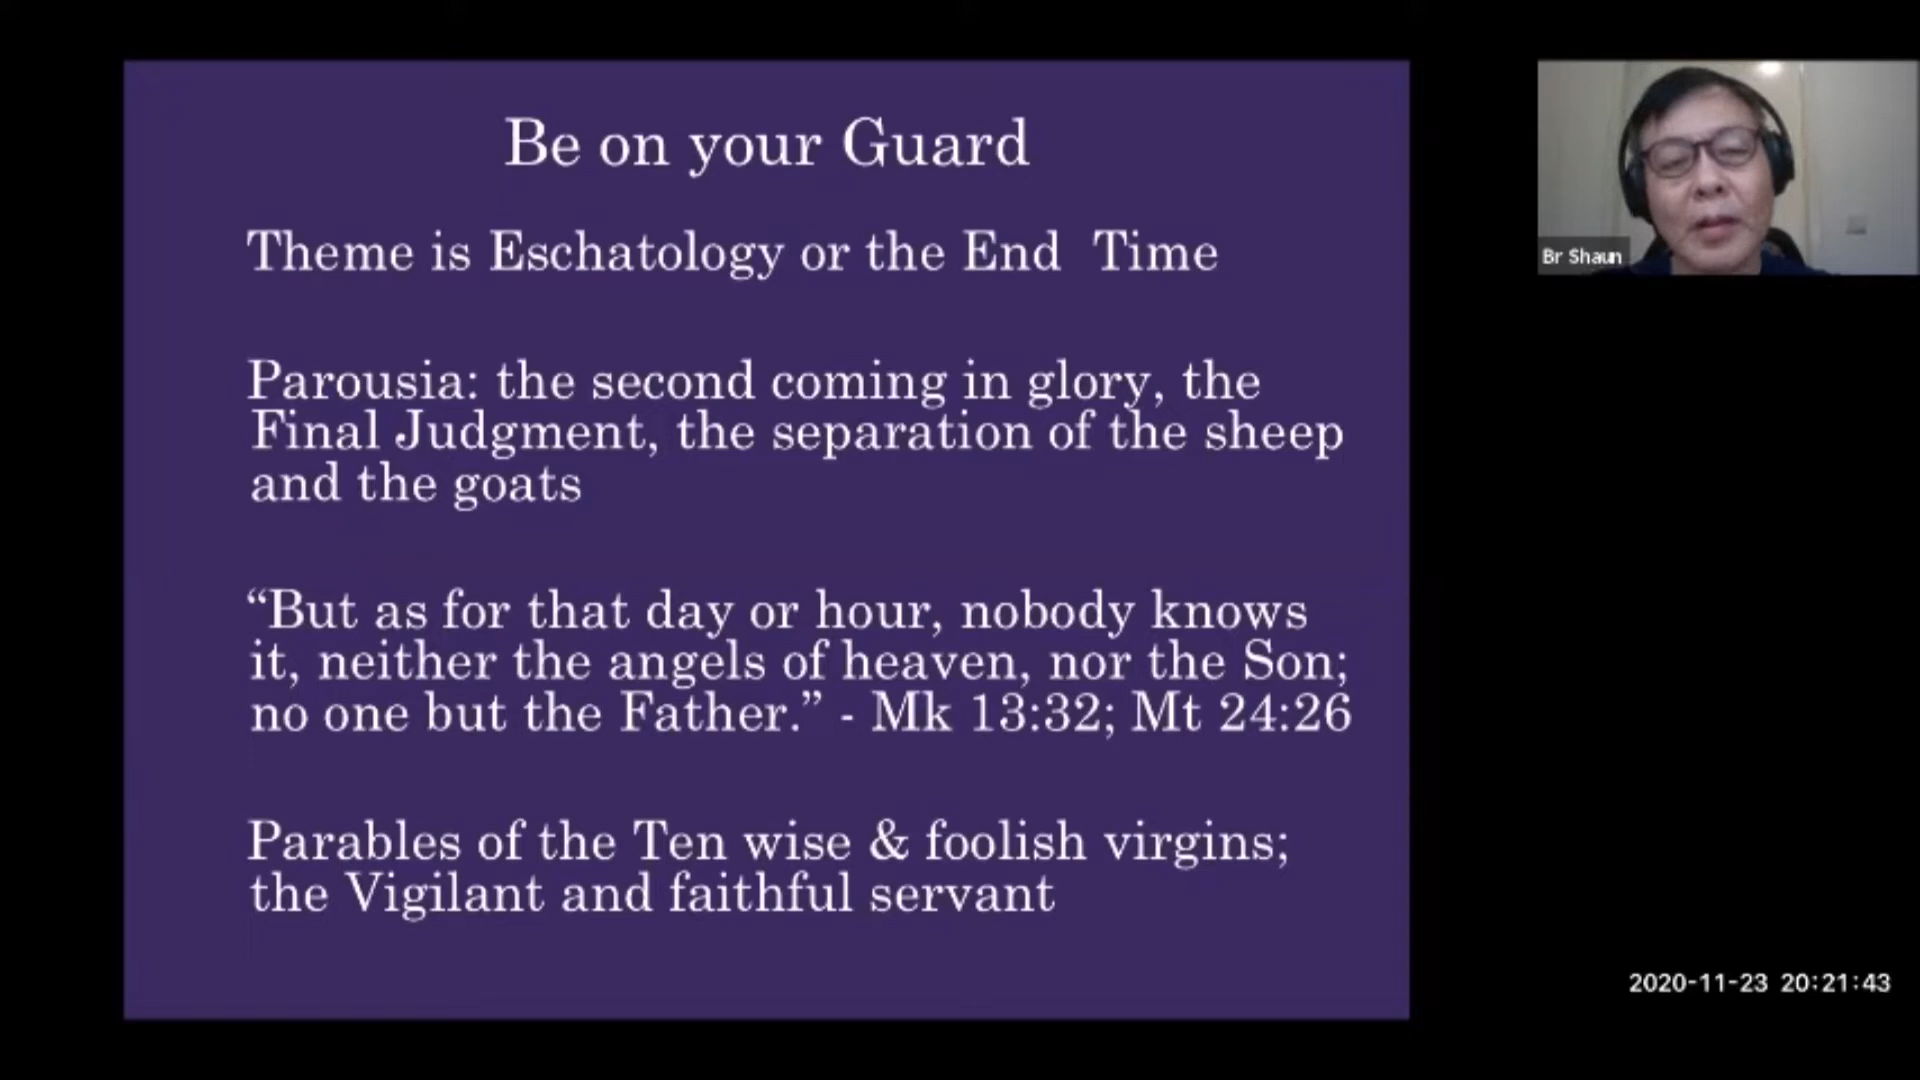 Be on your Guard
Theme is Eschatology or the End Time
Parousia: the second coming in glory, the
Final Judgment, the separation of the sheep
and the goats
“But as for that day or hour, nobody knows
it, neither the angels of heaven, nor the Son;
no one but the Father.” - Mk 13:32; Mt 24:26
Parables of the Ten wise & foolish virgins;
the Vigilant and faithful servant
Br Shaun
2020-11-23 20:21:43